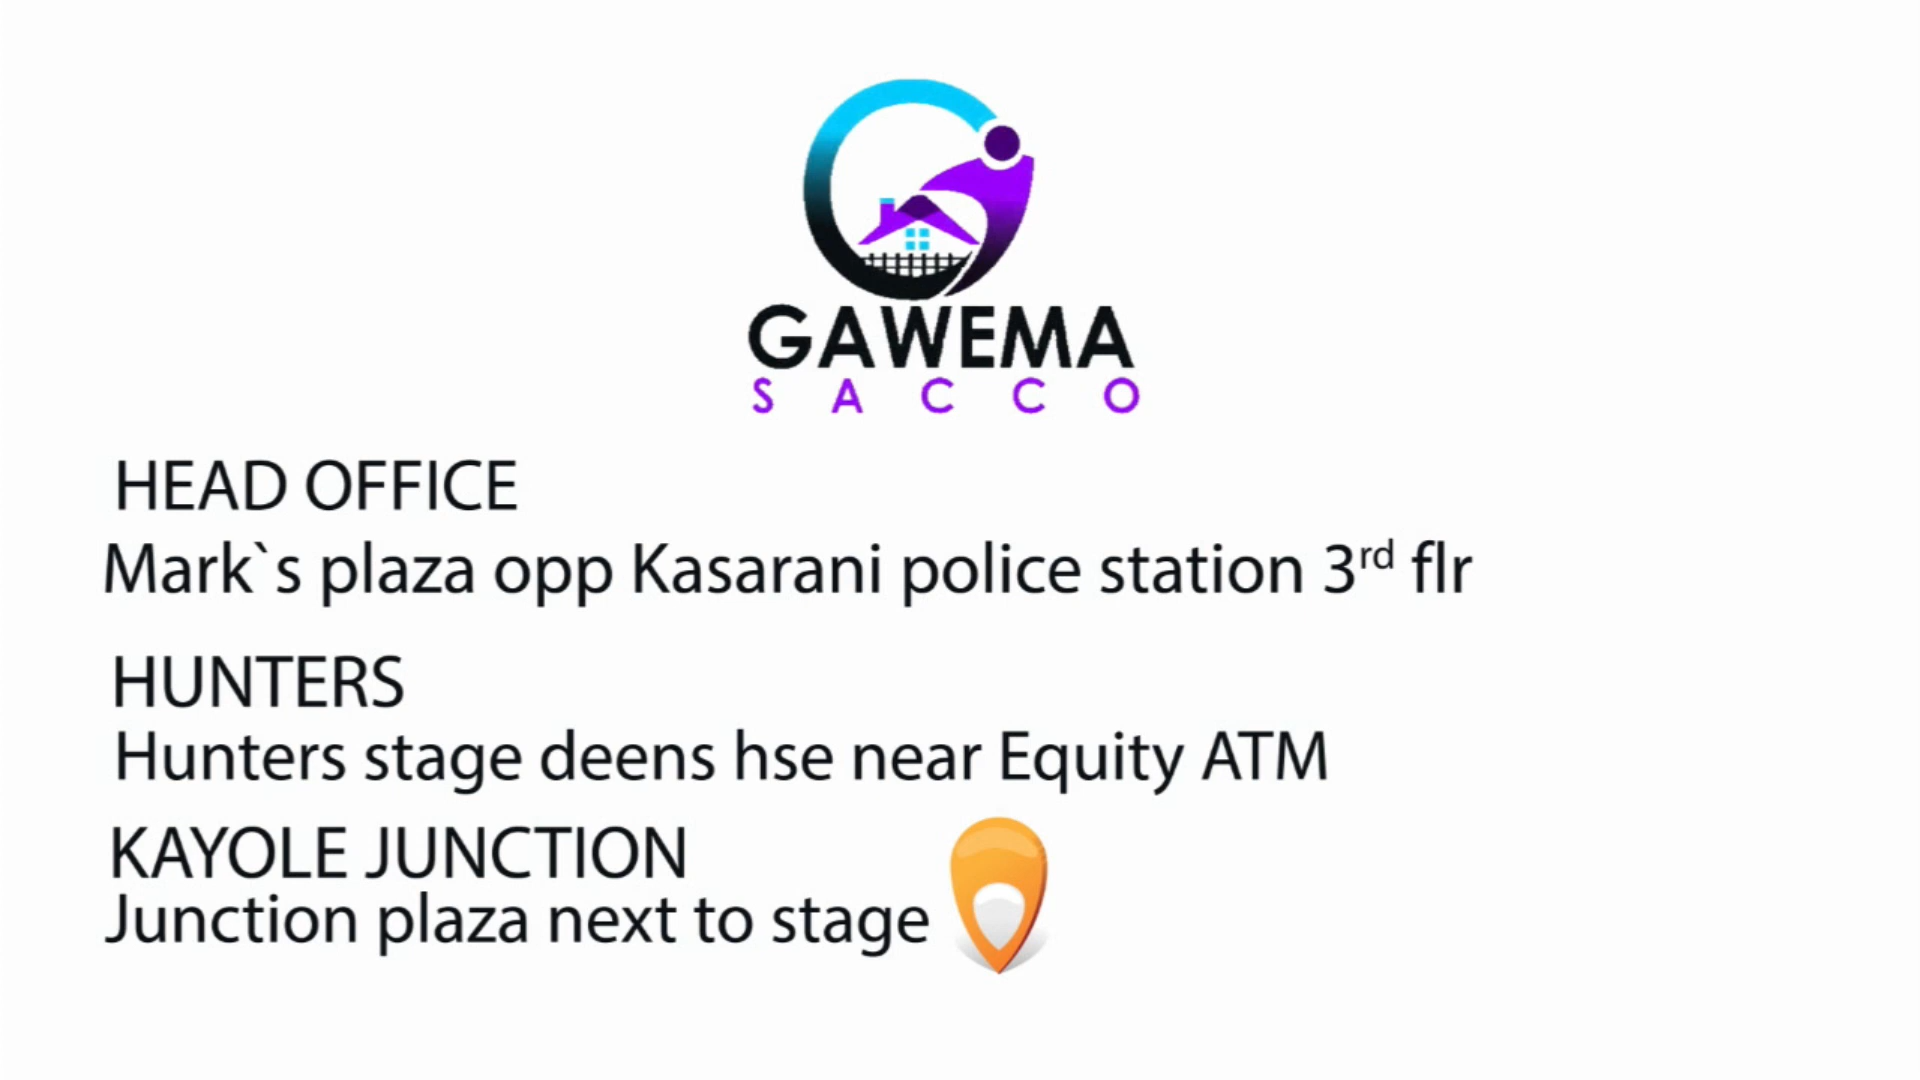 GAWEMA
SACCO
HEAD OFFICE
Mark`s plaza opp Kasarani police station 3rd flr
HUNTERS
Hunters stage deens hse near Equity ATM
KAYOLE JUNCTION
Junction plaza next to stage